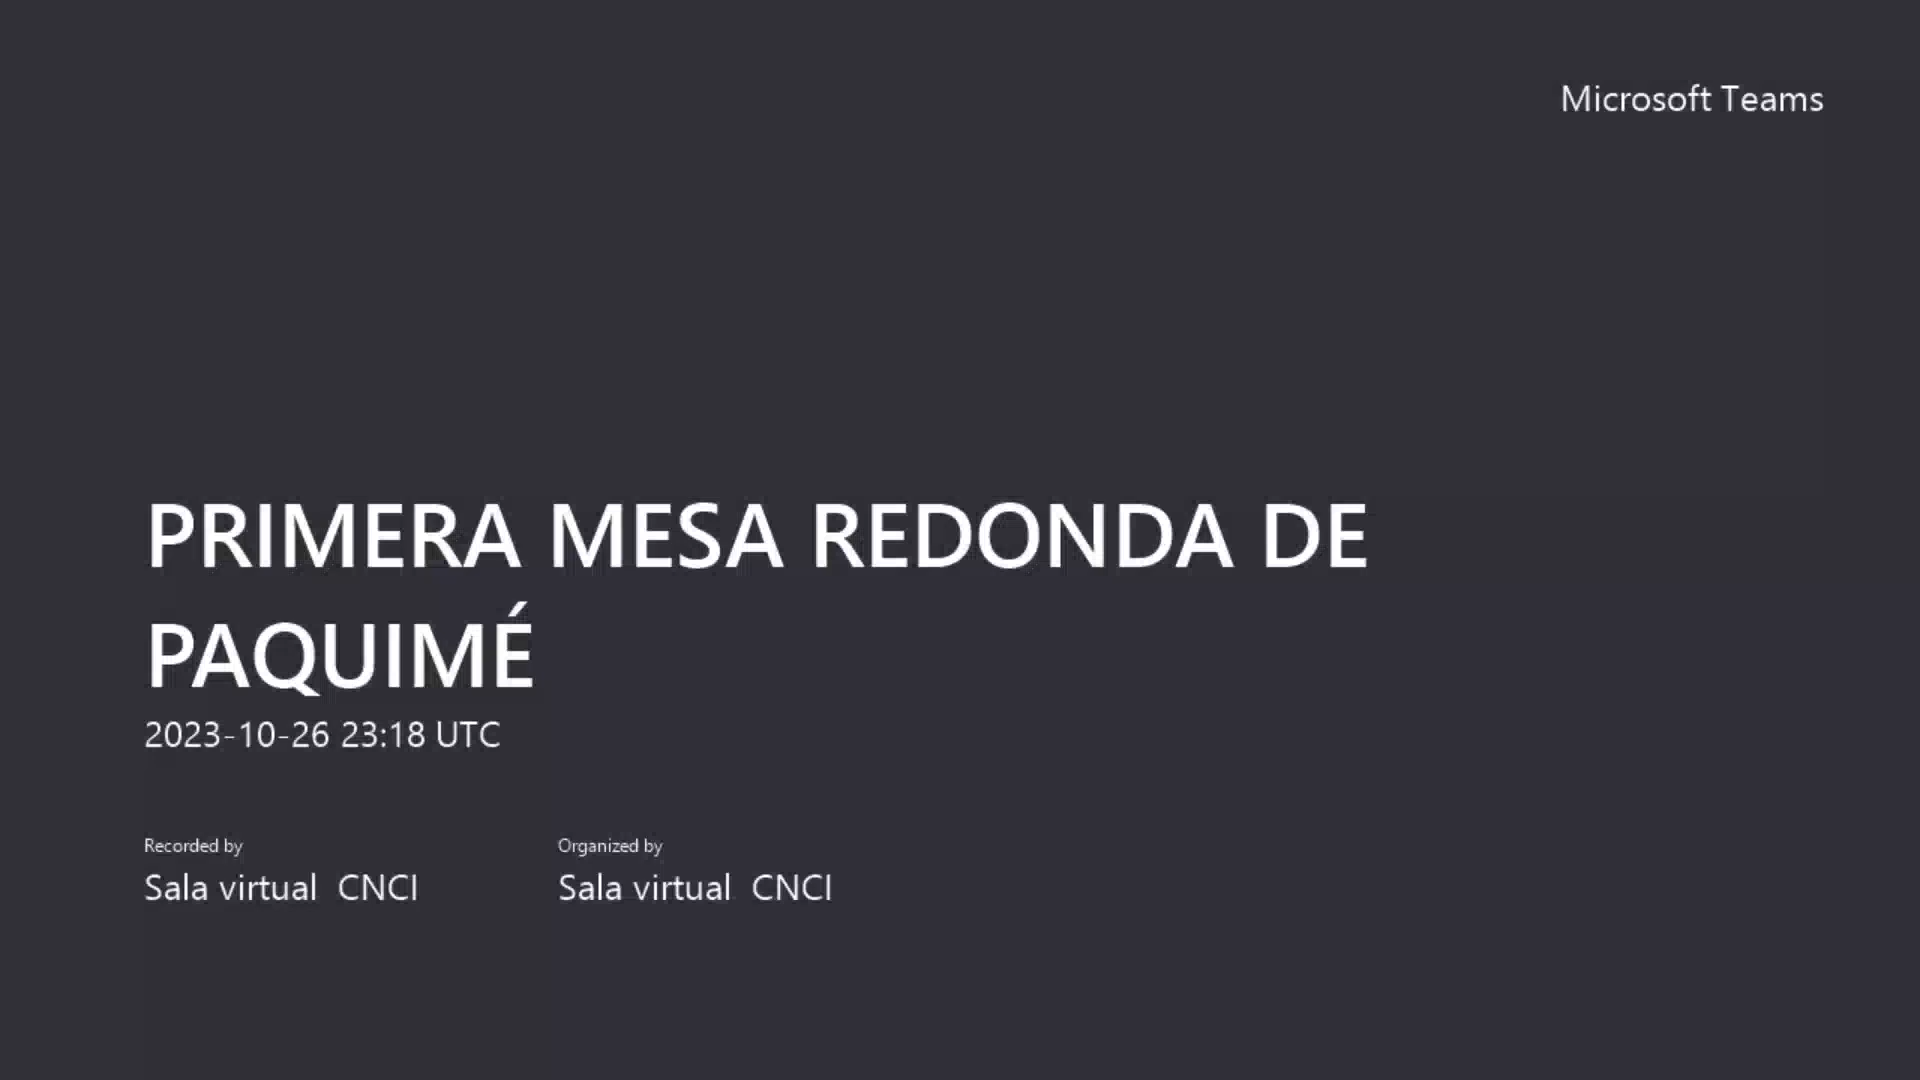 Microsoft Teams
PRIMERA MESA REDONDA DE
PAQUIMÉ
2023-10-26 23:18 UTC
Recorded by
Organized by
Sala virtual  CNCI
Sala virtual  CNCI